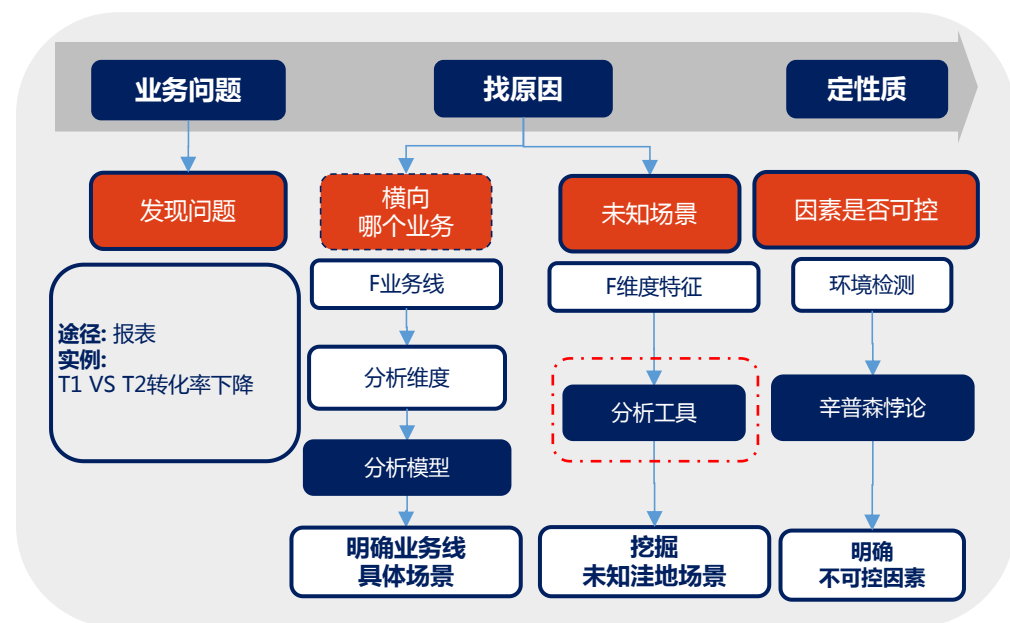 业务问题
找原因
定性质
发现问题
横向
哪个业务
未知场景
因素是否可控
途径: 报表
实例:
T1 VS T2转化率下降
F业务线
分析维度
分析模型
明确业务线
具体场景
F维度特征
分析工具
挖掘
未知洼地场景
环境检测
辛普森悖论
明确
不可控因素